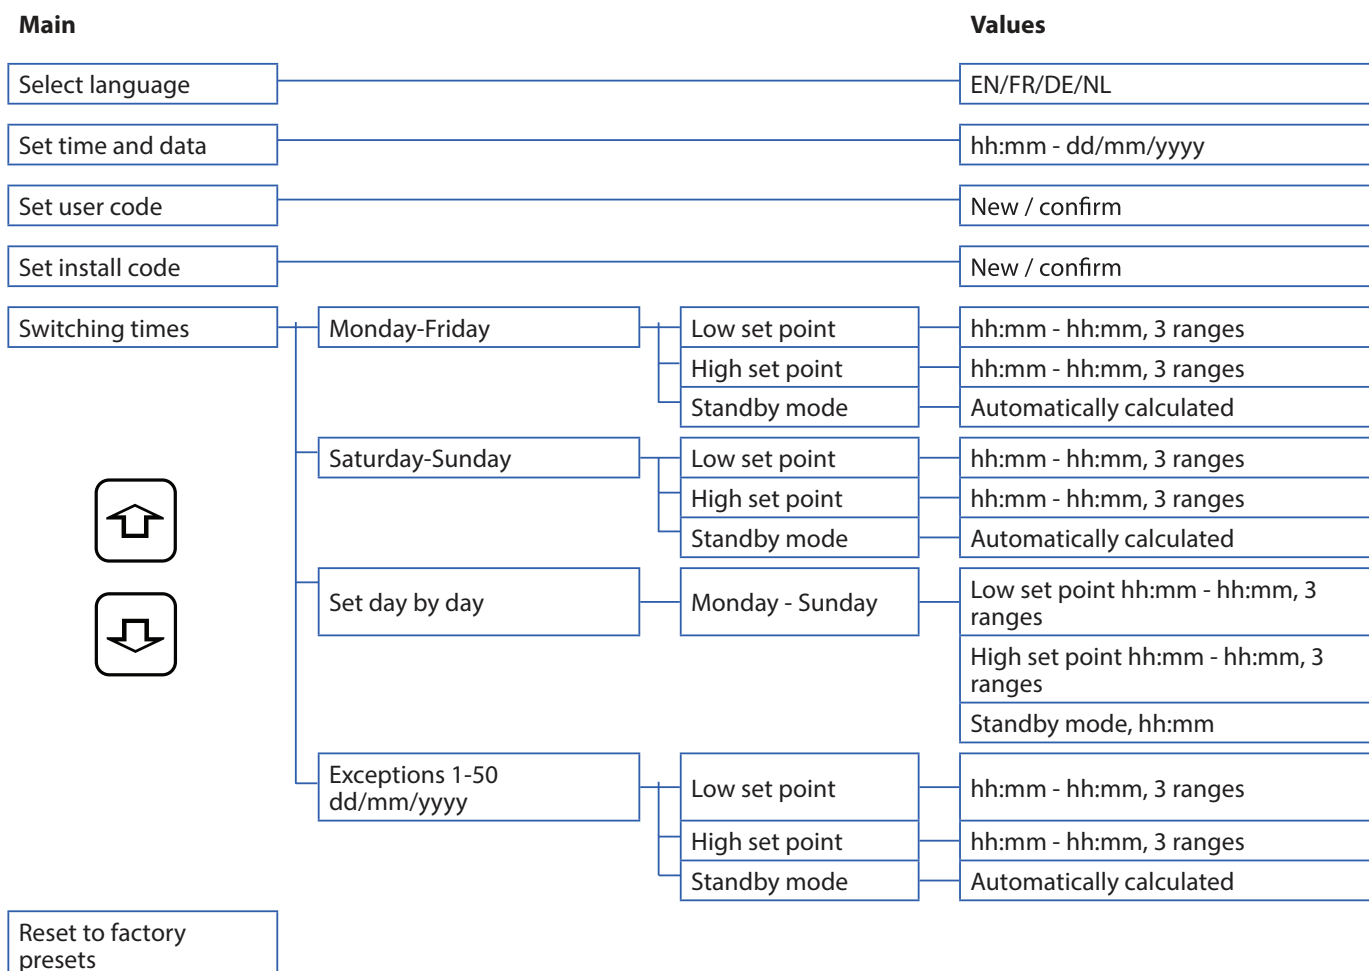 Main Values
Select language EN/FR/DE/NL
Set time and data hh:mm - dd/mm/yyyy
Set user code New / confirm
Set install code New / confirm
Switching times Monday-Friday Low set point hh:mm - hh:mm, 3 ranges
High set point hh:mm - hh:mm, 3 ranges
Standby mode Automatically calculated
Saturday-Sunday Low set point hh:mm - hh:mm, 3 ranges
High set point hh:mm - hh:mm, 3 ranges
Standby mode Automatically calculated
Set day by day Monday - Sunday Low set point hh:mm - hh:mm, 3
ranges
High set point hh:mm - hh:mm, 3
ranges
Standby mode, hh:mm
Exceptions 1-50
dd/mm/yyyy Low set point hh:mm - hh:mm, 3 ranges
High set point hh:mm - hh:mm, 3 ranges
Standby mode Automatically calculated
Reset to factory
presets